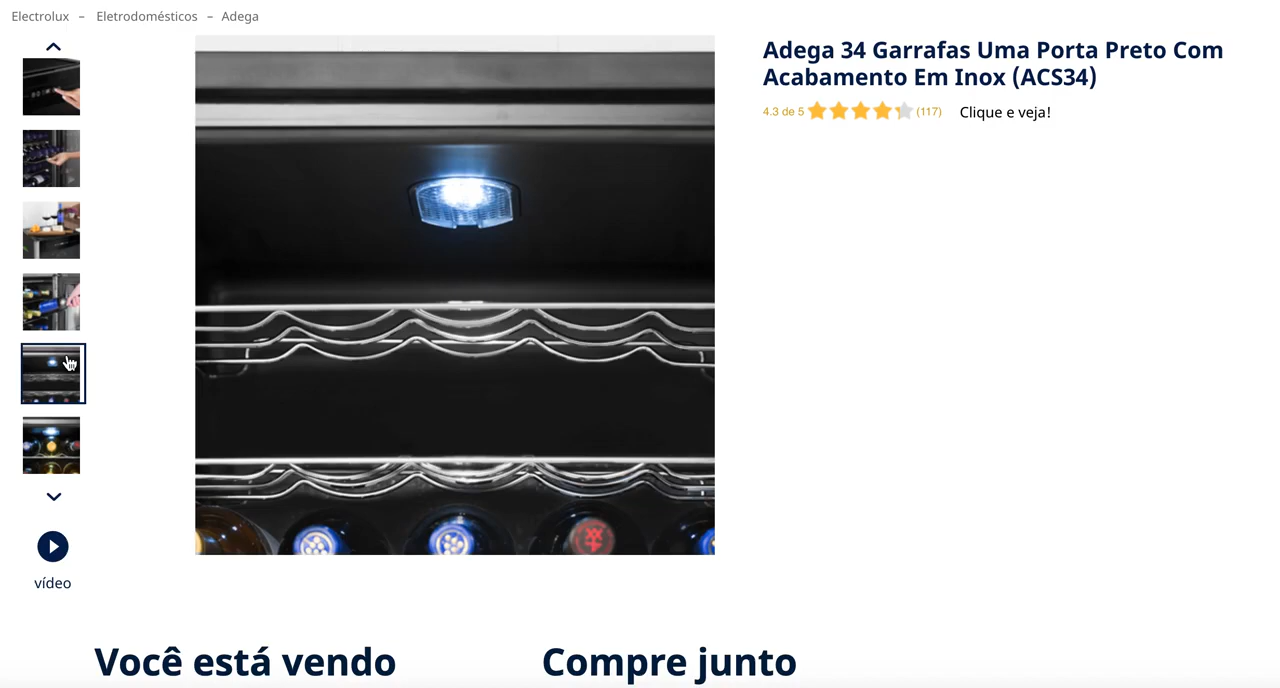 Electrolux – Eletrodomésticos – Adega
Adega 34 Garrafas Uma Porta Preto Com
Acabamento Em Inox (ACS34)
4.3 de 5 (117) Clique e veja!
vídeo
Você está vendo
Compre junto